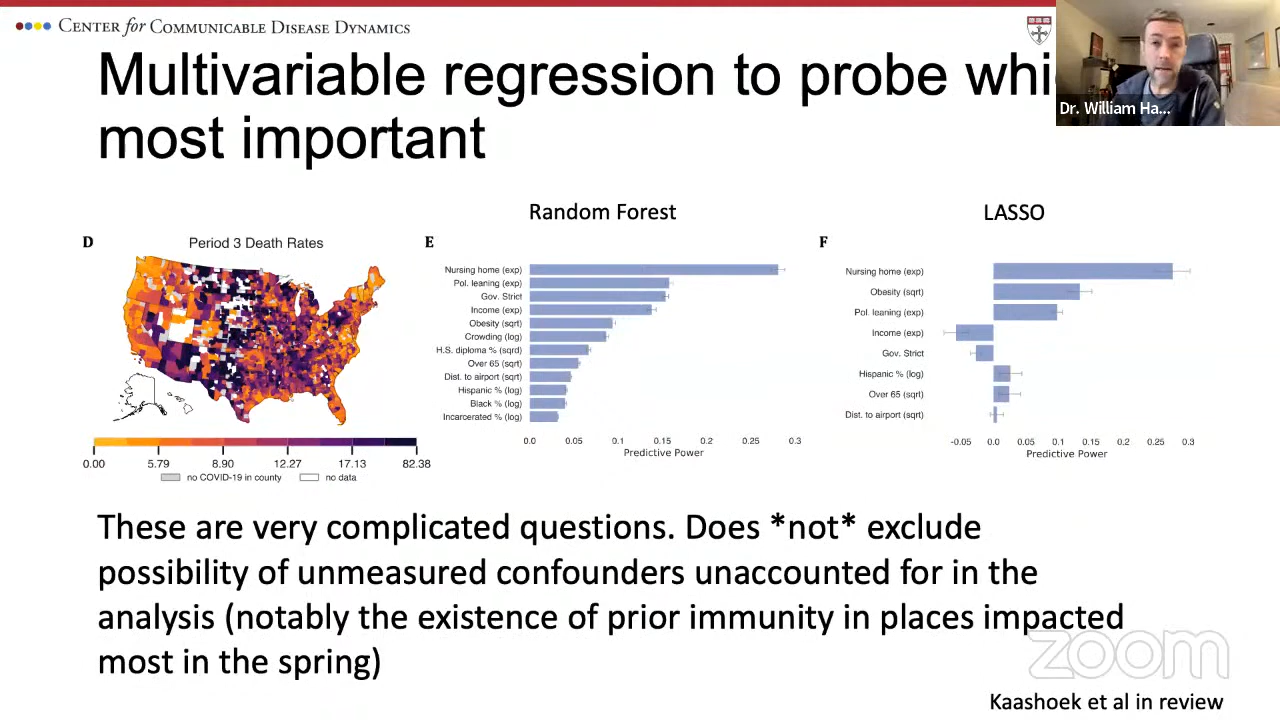 CENTER for COMMUNICABLE DISEASE DYNAMICS
Multivariable regression to probe whi
most important
Dr. William Ha...
Random Forest
LASSO
D
Period 3 Death Rates
0.00
5.79
8.90
12.27
17.13
82.38
no COVID-19 in county
no data
E
Nursing home (exp)
Pol. leaning (exp)
Gov. Strict
Income (exp)
Obesity (sqrt)
Crowding (log)
H.S. diploma % (sqrd)
Over 65 (sqrt)
Dist. to airport (sqrt)
Hispanic % (log)
Black % (log)
Incarcerated % (log)
0.0
0.05
0.1
0.15
0.2
0.25
0.3
Predictive Power
F
Nursing home (exp)
Obesity (sqrt)
Pol. leaning (exp)
Income (exp)
Gov. Strict
Hispanic % (log)
Over 65 (sqrt)
Dist. to airport (sqrt)
-0.05
0.0
0.05
0.1
0.15
0.2
0.25
0.3
Predictive Power
These are very complicated questions. Does *not* exclude
possibility of unmeasured confounders unaccounted for in the
analysis (notably the existence of prior immunity in places impacted
most in the spring)
zoom
Kaashoek et al in review